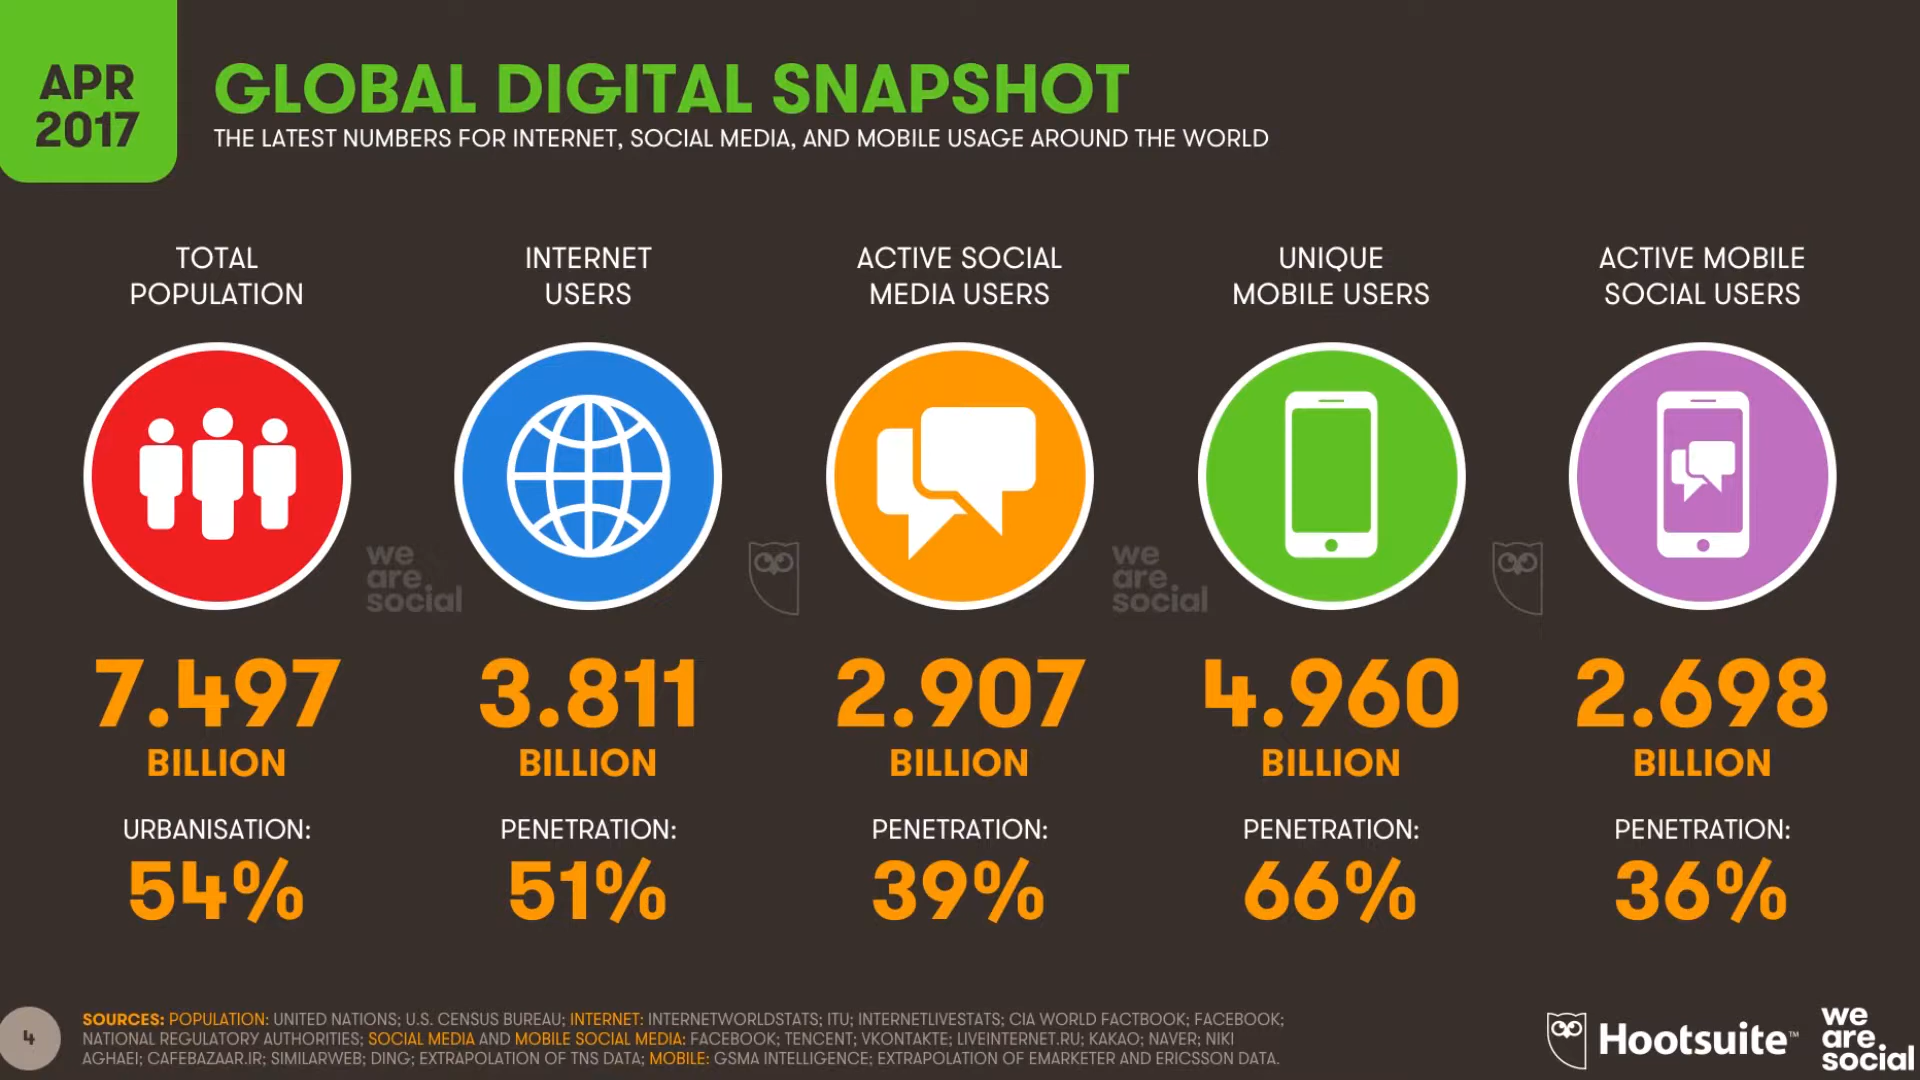 APR
2017
GLOBAL DIGITAL SNAPSHOT
THE LATEST NUMBERS FOR INTERNET, SOCIAL MEDIA, AND MOBILE USAGE AROUND THE WORLD
TOTAL
POPULATION
INTERNET
USERS
ACTIVE SOCIAL
MEDIA USERS
UNIQUE
MOBILE USERS
ACTIVE MOBILE
SOCIAL USERS
we
are
social
we
are
social
7.497
BILLION
3.811
BILLION
2.907
BILLION
4.960
BILLION
2.698
BILLION
URBANISATION:
54%
PENETRATION:
51%
PENETRATION:
39%
PENETRATION:
66%
PENETRATION:
36%
4
SOURCES: POPULATION: UNITED NATIONS; U.S. CENSUS BUREAU; INTERNET: INTERNETWORLDSTATS; ITU; INTERNETLIVESTATS; CIA WORLD FACTBOOK; FACEBOOK;
NATIONAL REGULATORY AUTHORITIES; SOCIAL MEDIA AND MOBILE SOCIAL MEDIA: FACEBOOK; TENCENT; VKONTAKTE; LIVEINTERNET.RU; KAKAO; NAVER; NIKI
AGHAEI; CAFEBAZAAR.IR; SIMILARWEB; DING; EXTRAPOLATION OF TNS DATA; MOBILE: GSMA INTELLIGENCE; EXTRAPOLATION OF EMARKETER AND ERICSSON DATA.
Hootsuite™
we
are
social